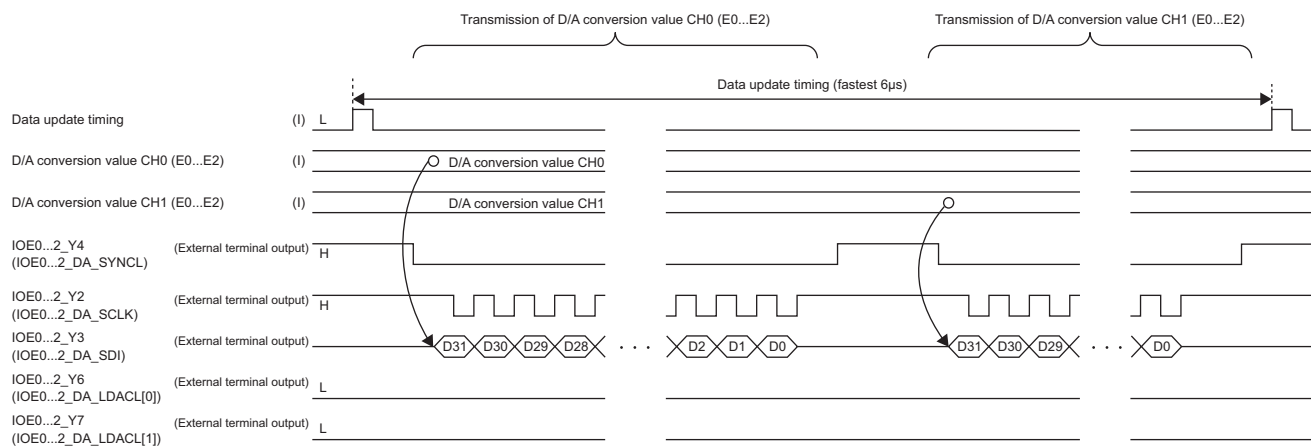 Transmission of D/A conversion value CH0 (E0...E2)
Transmission of D/A conversion value CH1 (E0...E2)
Data update timing (fastest 6µs)
Data update timing (I) L
D/A conversion value CH0 (E0...E2) (I) D/A conversion value CH0
D/A conversion value CH1 (E0...E2) (I) D/A conversion value CH1
IOE0...2_Y4 (External terminal output) H
(IOE0...2_DA_SYNCL)
IOE0...2_Y2 (External terminal output) H
(IOE0...2_DA_SCLK)
IOE0...2_Y3 (External terminal output) D31 D30 D29 D28 · · · · D2 D1 D0 D31 D30 D29 · · · · D0
(IOE0...2_DA_SDI)
IOE0...2_Y6 (External terminal output) L
(IOE0...2_DA_LDACL[0])
IOE0...2_Y7 (External terminal output) L
(IOE0...2_DA_LDACL[1])